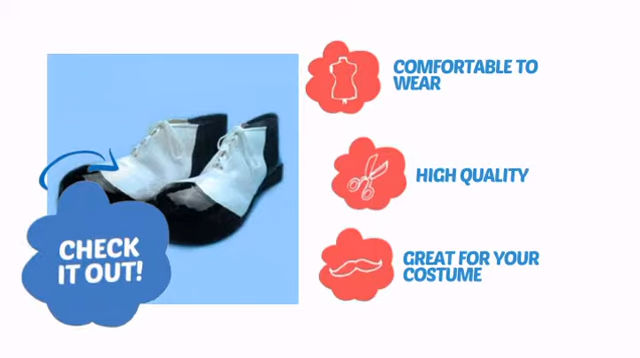 COMFORTABLE TO
WEAR
HIGH QUALITY
CHECK
IT OUT!
GREAT FOR YOUR
COSTUME